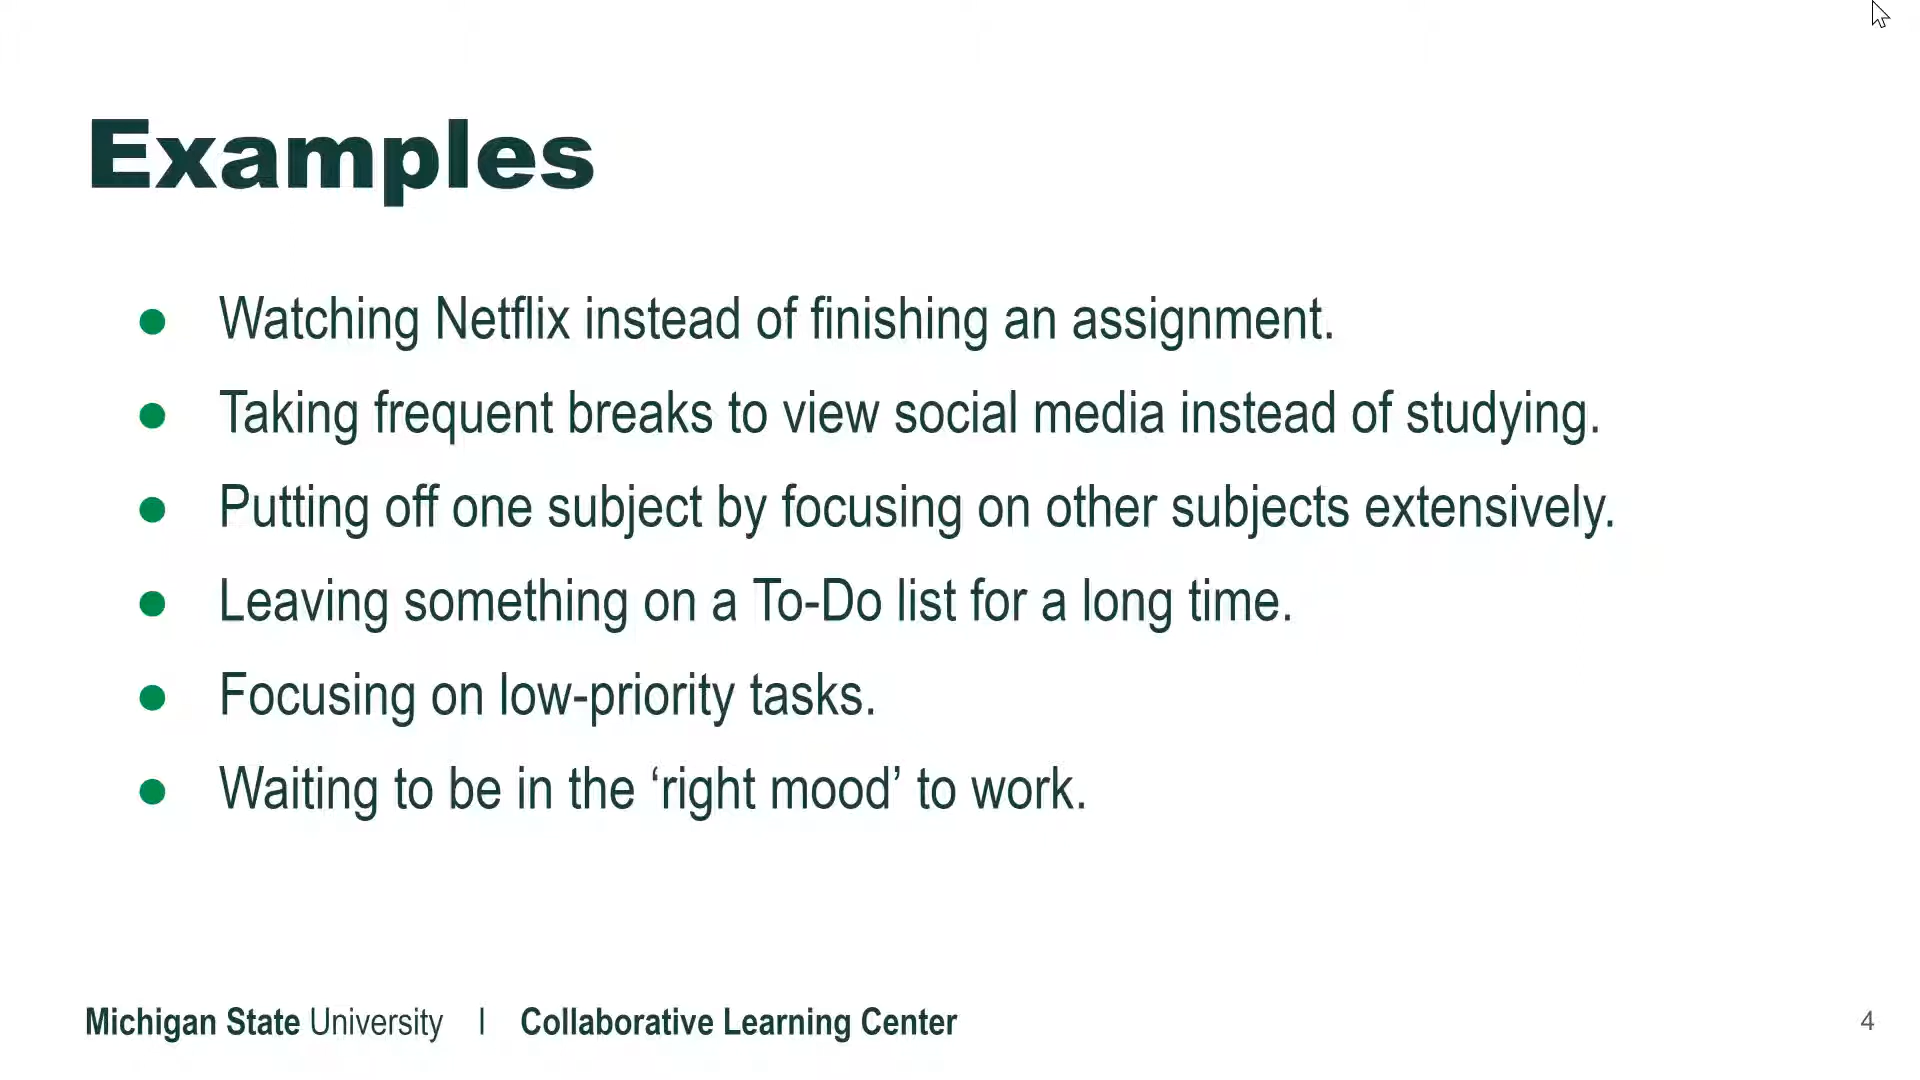 Examples
● Watching Netflix instead of finishing an assignment.
● Taking frequent breaks to view social media instead of studying.
● Putting off one subject by focusing on other subjects extensively.
● Leaving something on a To-Do list for a long time.
● Focusing on low-priority tasks.
● Waiting to be in the ‘right mood’ to work.
Michigan State University | Collaborative Learning Center
4